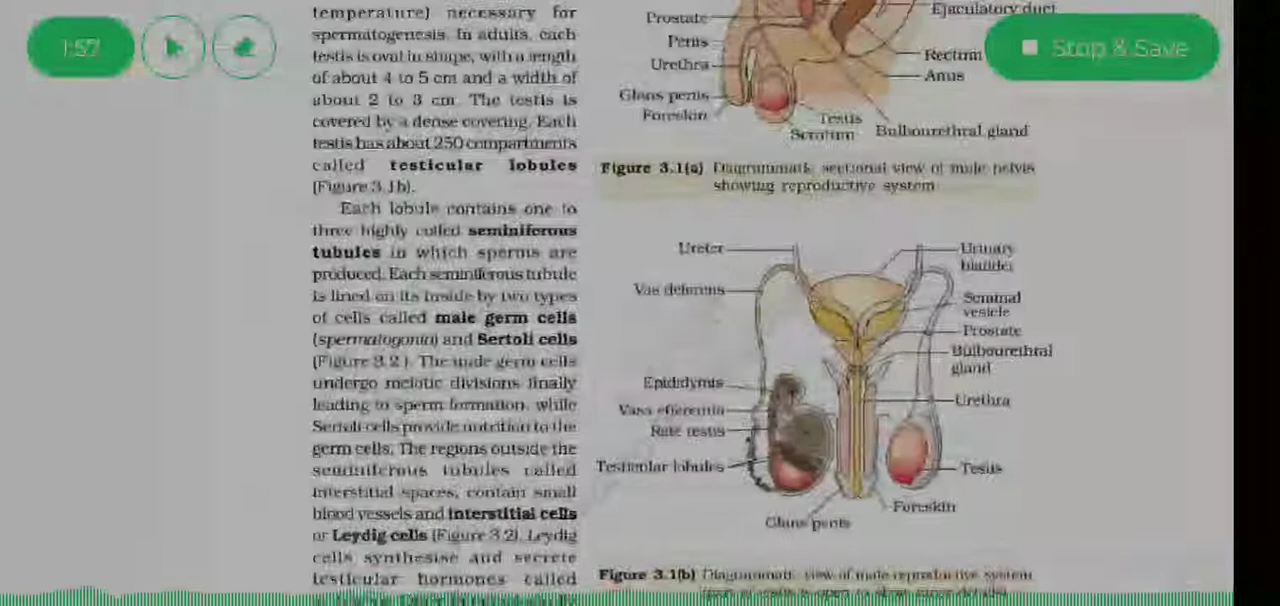 1:57
Stop & Save
temperature) necessary for
spermatogenesis. In adults, each
testis is oval in shape, with a length
of about 4 to 5 cm and a width of
about 2 to 3 cm. The testis is
covered by a dense covering. Each
testis has about 250 compartments
called testicular lobules
(Figure 3.1b).
Each lobule contains one to
three highly coiled seminiferous
tubules in which sperms are
produced. Each seminiferous tubule
is lined on its inside by two types
of cells called male germ cells
(spermatogonia) and Sertoli cells
(Figure 3.2). The male germ cells
undergo meiotic divisions finally
leading to sperm formation, while
Sertoli cells provide nutrition to the
germ cells. The regions outside the
seminiferous tubules called
interstitial spaces, contain small
blood vessels and interstitial cells
or Leydig cells (Figure 3.2). Leydig
cells synthesise and secrete
testicular hormones called
Prostate
Penis
Urethra
Glans penis
Foreskin
Ejaculatory duct
Rectum
Anus
Testis
Scrotum
Bulbourethral gland
Figure 3.1(a) Diagrammatic sectional view of male pelvis
showing reproductive system
Ureter
Vas deferens
Epididymis
Vasa efferentia
Rete testis
Testicular lobules
Glans penis
Urinary
bladder
Seminal
vesicle
Prostate
Bulbourethral
gland
Urethra
Testis
Foreskin
Figure 3.1(b) Diagrammatic view of male reproductive system